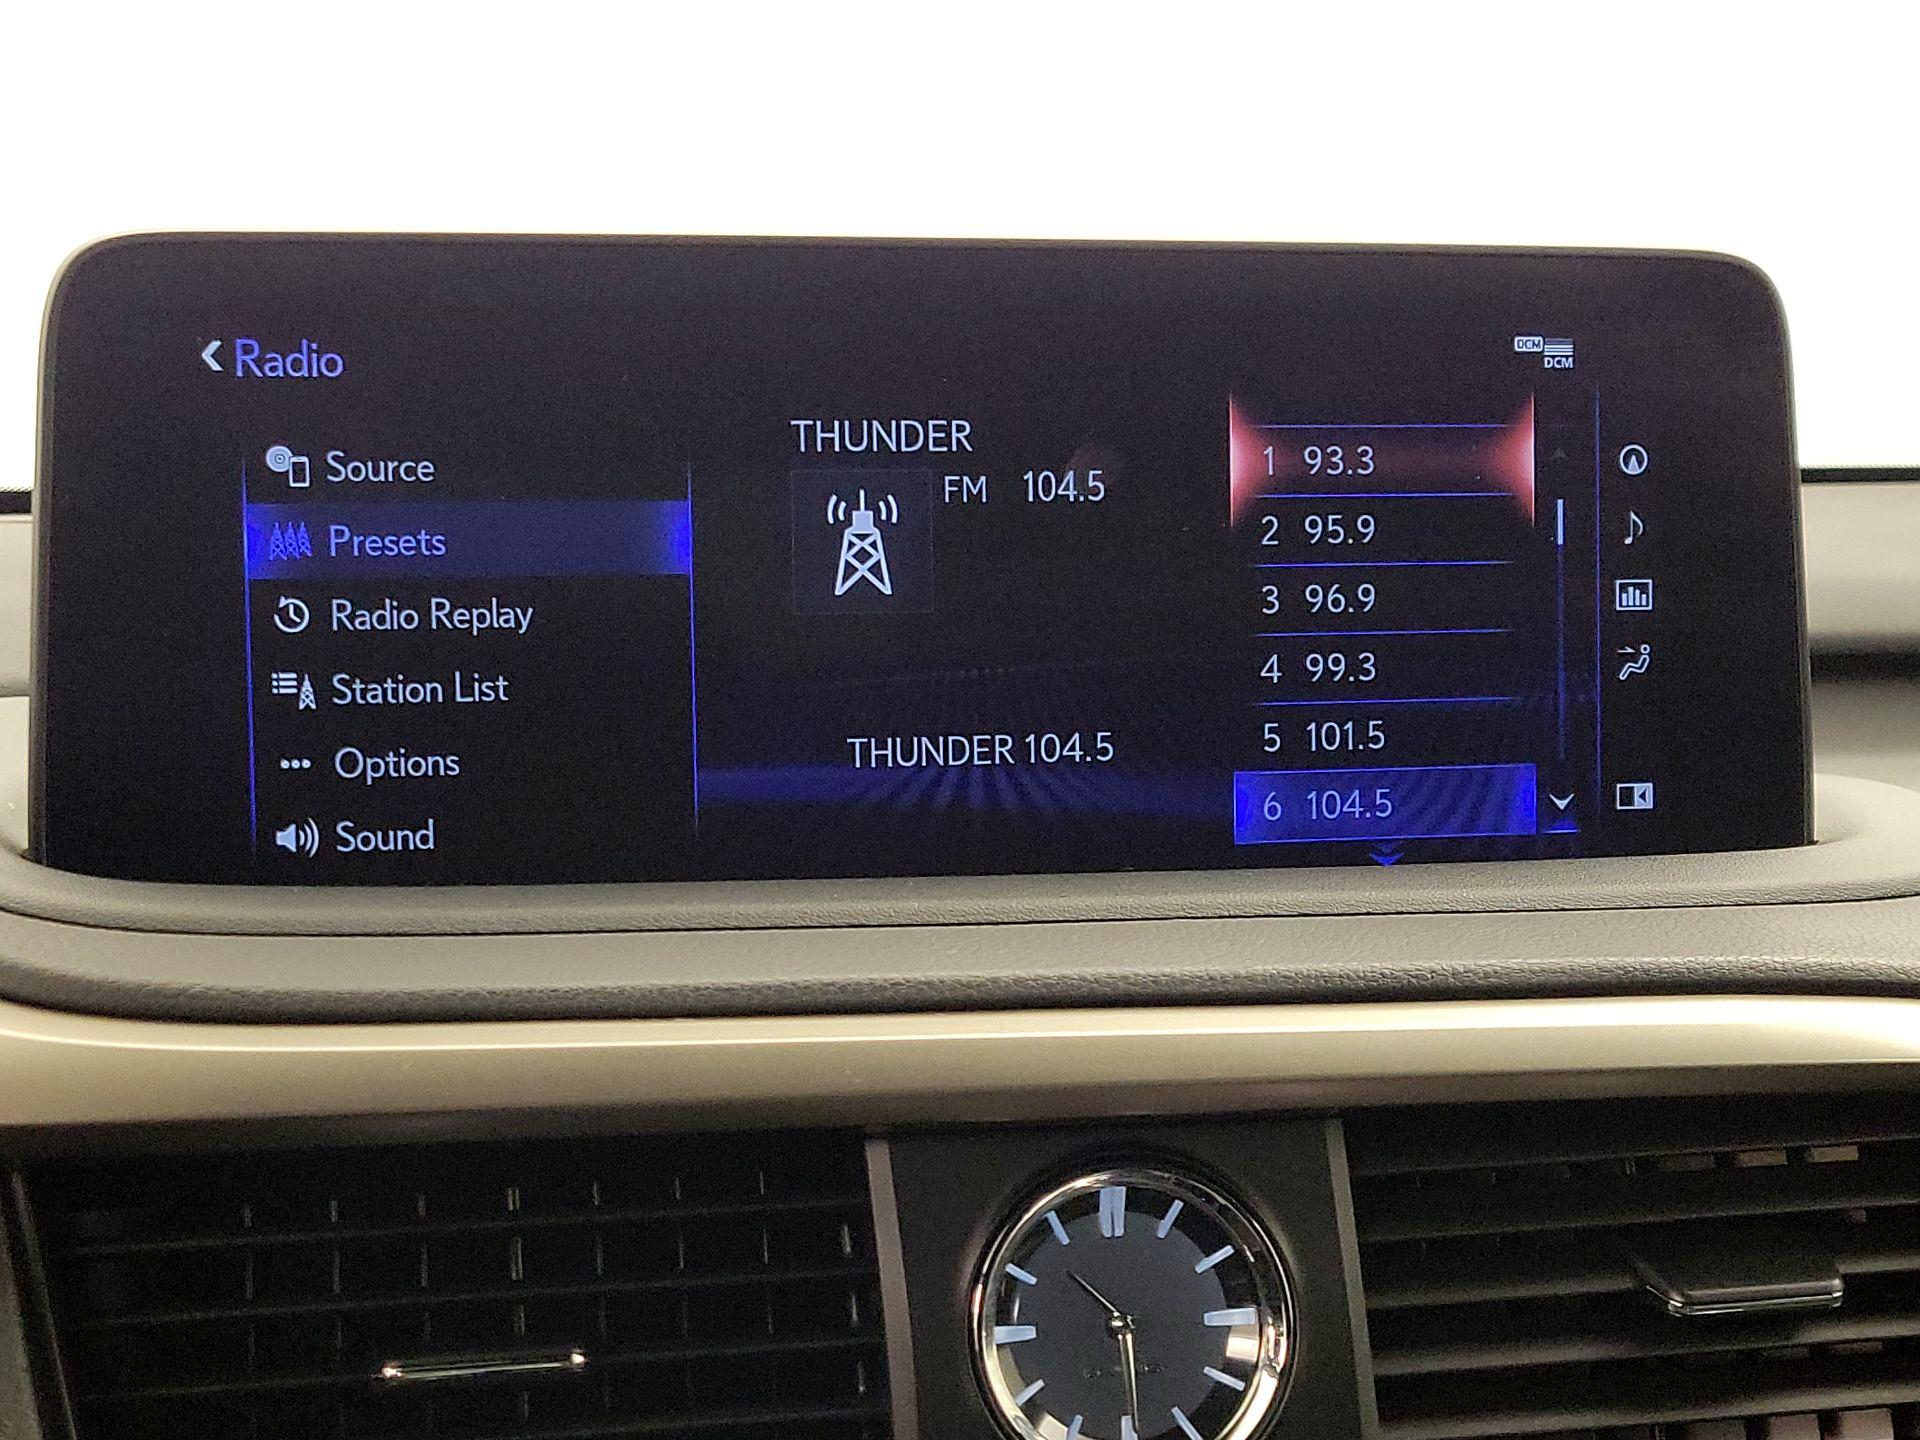 Radio
DCM
DCM
Source
Presets
Radio Replay
Station List
Options
Sound
THUNDER
FM 104.5
THUNDER 104.5
1 93.3
2 95.9
3 96.9
4 99.3
5 101.5
6 104.5